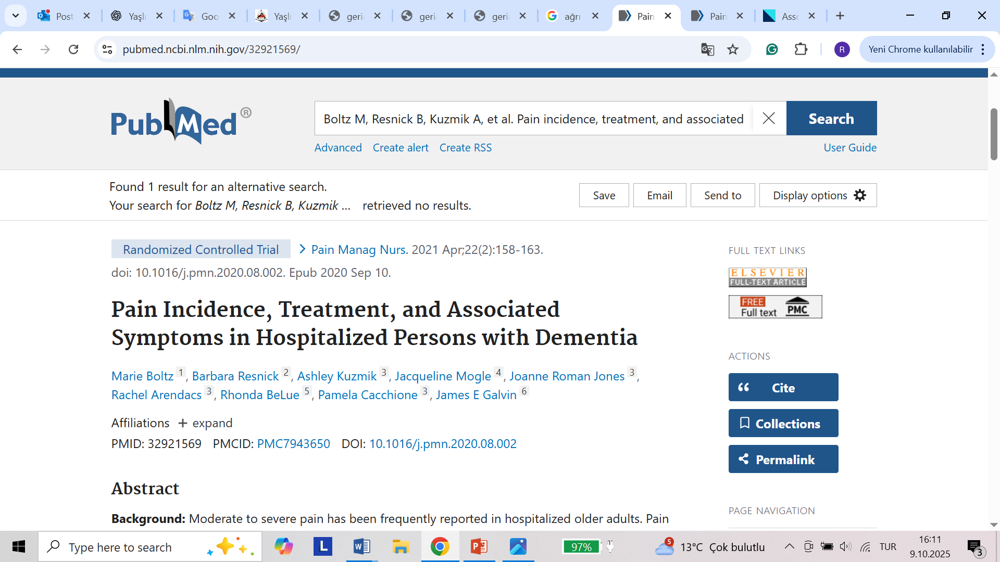 Post
Yaşlı
Goo
Yaşlı
geri
geri
geri
ağrı
Pain
Pain
Asso
pubmed.ncbi.nlm.nih.gov/32921569/
R
Yeni Chrome kullanılabilir
PubMed®
Boltz M, Resnick B, Kuzmik A, et al. Pain incidence, treatment, and associated
Search
Advanced Create alert Create RSS User Guide
Found 1 result for an alternative search.
Your search for Boltz M, Resnick B, Kuzmik ... retrieved no results.
Save Email Send to Display options
Randomized Controlled Trial Pain Manag Nurs. 2021 Apr;22(2):158-163.
doi: 10.1016/j.pmn.2020.08.002. Epub 2020 Sep 10.
Pain Incidence, Treatment, and Associated
Symptoms in Hospitalized Persons with Dementia
Marie Boltz 1, Barbara Resnick 2, Ashley Kuzmik 3, Jacqueline Mogle 4, Joanne Roman Jones 3,
Rachel Arendacs 3, Rhonda BeLue 5, Pamela Cacchione 3, James E Galvin 6
Affiliations + expand
PMID: 32921569 PMCID: PMC7943650 DOI: 10.1016/j.pmn.2020.08.002
Abstract
Background: Moderate to severe pain has been frequently reported in hospitalized older adults. Pain
FULL TEXT LINKS
ELSEVIER
FULL-TEXT ARTICLE
FREE
Full text PMC
ACTIONS
Cite
Collections
Permalink
PAGE NAVIGATION
Type here to search
L
97%
5
13°C Çok bulutlu
TUR
16:11
9.10.2025
3